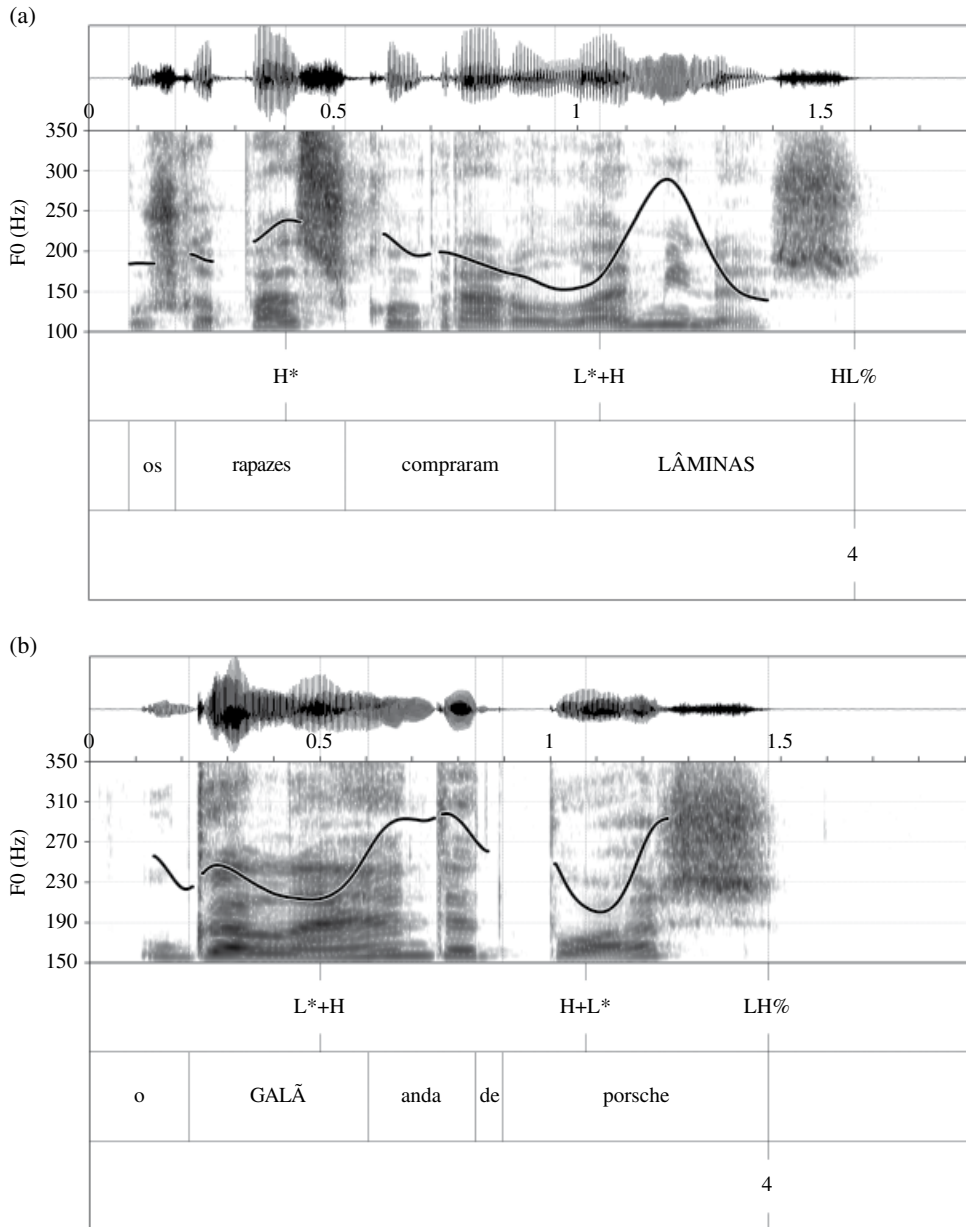 (a)
0 0.5 1 1.5
350
300
250
200
150
100
F0 (Hz)
H* L*+H HL%
os rapazes compraram LÂMINAS
4
(b)
0 0.5 1 1.5
350
310
270
230
190
150
F0 (Hz)
L*+H H+L* LH%
o GALÃ anda de porsche
4